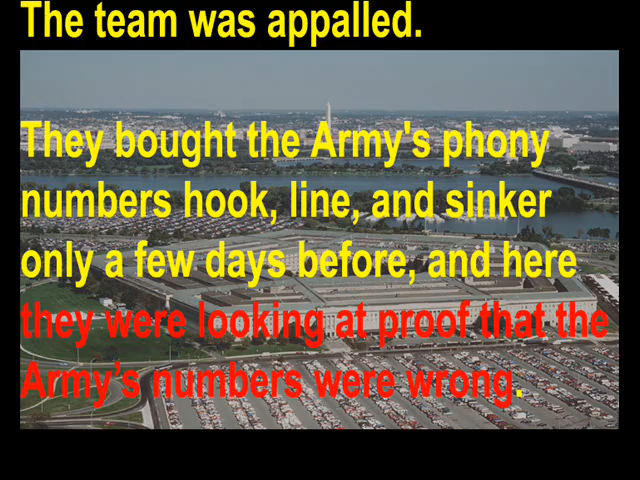 The team was appalled.
They bought the Army's phony
numbers hook, line, and sinker
only a few days before, and here
they were looking at proof that the
Army’s numbers were wrong.